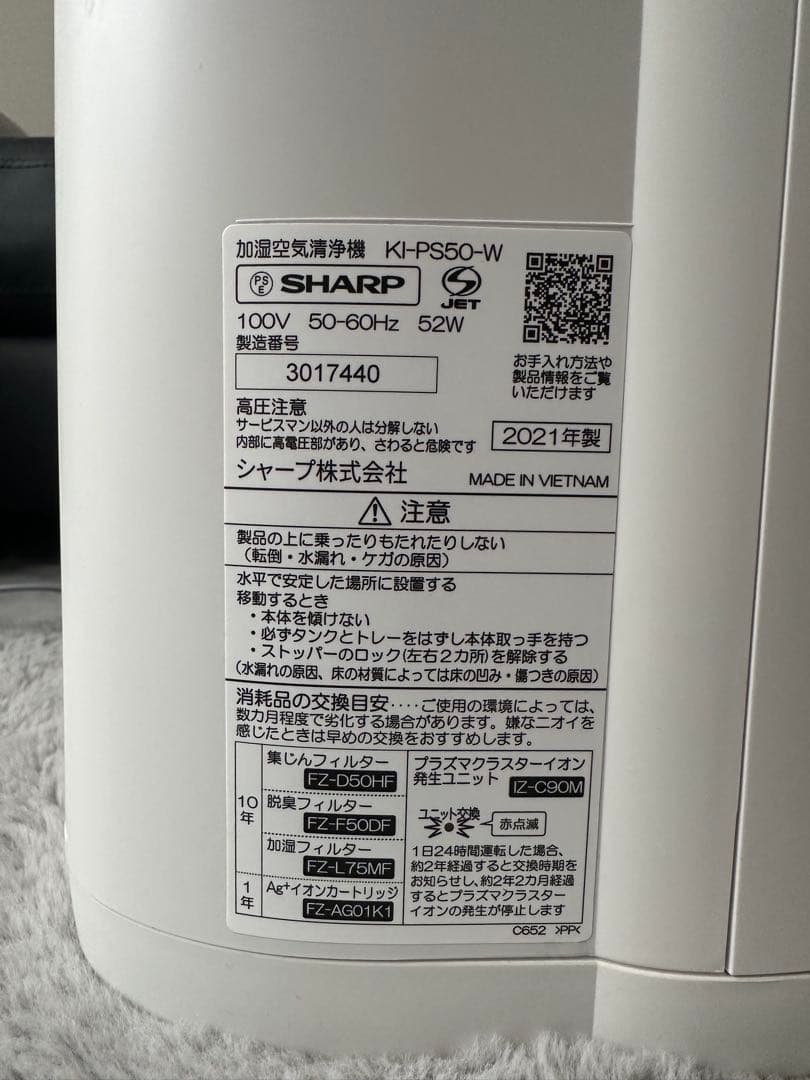 加湿空気清浄機 KI-PS50-W
PS E SHARP JET
100V 50-60Hz 52W
製造番号
3017440
お手入れ方法や
製品情報をご覧
いただけます
高圧注意
サービスマン以外の人は分解しない
内部に高電圧部があり、さわると危険です
2021年製
シャープ株式会社 MADE IN VIETNAM
注意
製品の上に乗ったりもたれたりしない
(転倒・水漏れ・ケガの原因)
水平で安定した場所に設置する
移動するとき
・本体を傾けない
・必ずタンクとトレーをはずし本体取っ手を持つ
・ストッパーのロック(左右2カ所)を解除する
(水漏れの原因、床の材質によっては床の凹み・傷つきの原因)
消耗品の交換目安‥‥ご使用の環境によっては、
数カ月程度で劣化する場合があります。嫌なニオイを
感じたときは早めの交換をおすすめします。
10年
集じんフィルター
FZ-D50HF
脱臭フィルター
FZ-F50DF
加湿フィルター
FZ-L75MF
1年
Ag+イオンカートリッジ
FZ-AG01K1
プラズマクラスターイオン
発生ユニット IZ-C90M
ユニット交換
赤点滅
1日24時間運転した場合、
約2年経過すると交換時期を
お知らせし、約2年2カ月経過
するとプラズマクラスター
イオンの発生が停止します
C652 >PP<